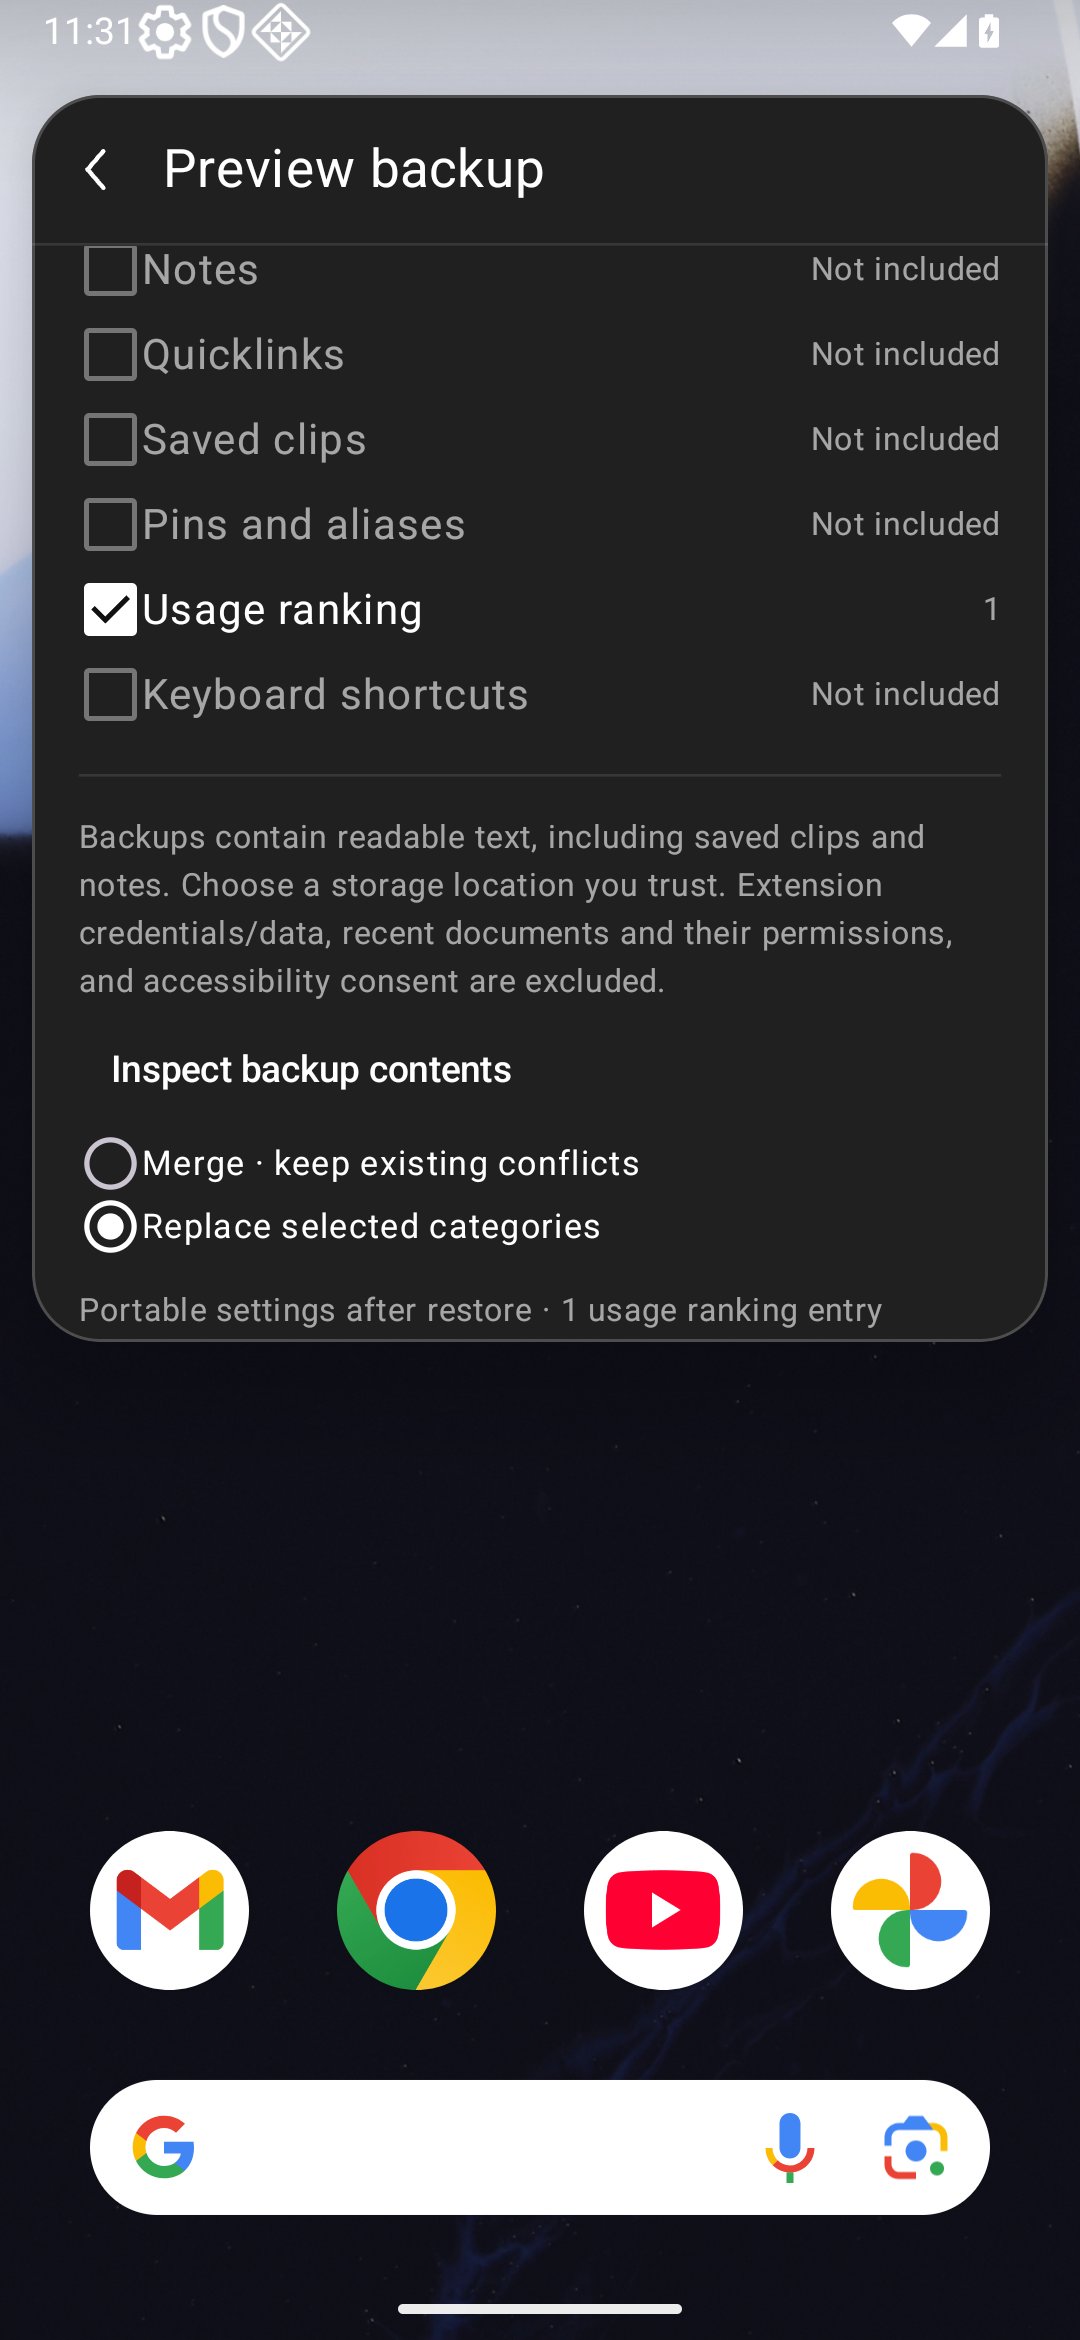 11:31
Preview backup
Notes Not included
Quicklinks Not included
Saved clips Not included
Pins and aliases Not included
Usage ranking 1
Keyboard shortcuts Not included
Backups contain readable text, including saved clips and
notes. Choose a storage location you trust. Extension
credentials/data, recent documents and their permissions,
and accessibility consent are excluded.
Inspect backup contents
Merge · keep existing conflicts
Replace selected categories
Portable settings after restore · 1 usage ranking entry